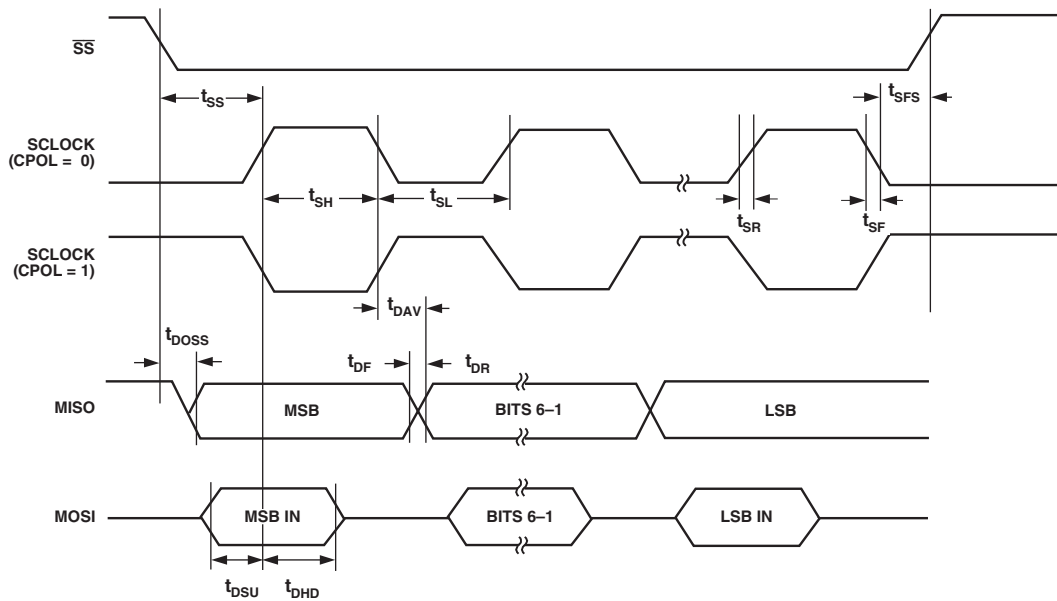 SS
tSS
tSFS
SCLOCK
(CPOL = 0)
tSH
tSL
tSR
tSF
SCLOCK
(CPOL = 1)
tDAV
tDOSS
tDF
tDR
MISO
MSB
BITS 6–1
LSB
MOSI
MSB IN
BITS 6–1
LSB IN
tDSU
tDHD